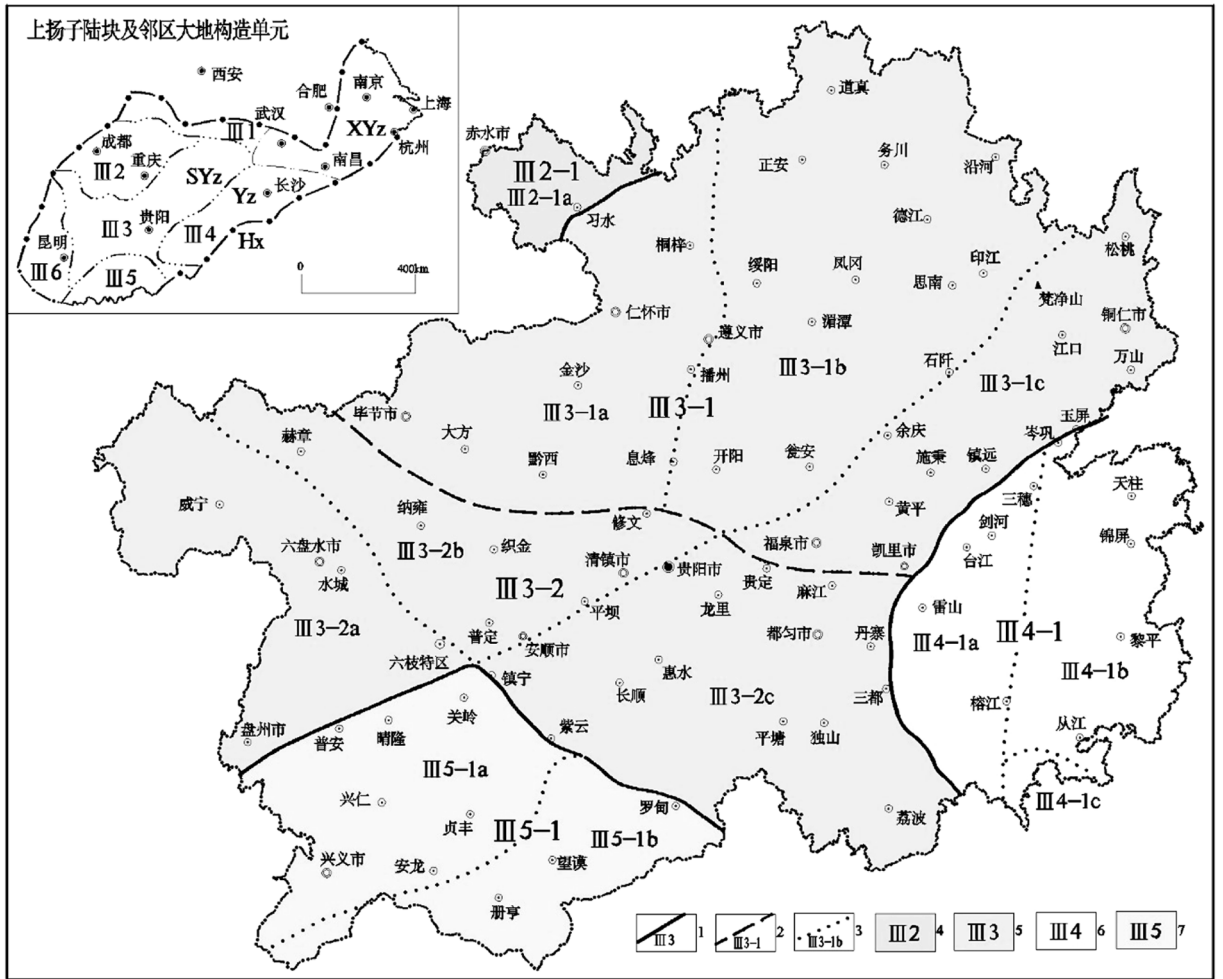 上扬子陆块及邻区大地构造单元
西安
合肥
南京
上海
武汉
Ⅲ1
XYz
杭州
成都
Ⅲ2
重庆
SYz
南昌
Yz
长沙
Ⅲ3
贵阳
Ⅲ4
Hx
昆明
Ⅲ6
Ⅲ5
0
400km
道真
赤水市
Ⅲ2-1
正安
务川
沿河
Ⅲ2-1a
习水
德江
桐梓
松桃
绥阳
凤冈
印江
思南
梵净山
仁怀市
湄潭
铜仁市
遵义市
江口
万山
金沙
播州
Ⅲ3-1b
石阡
Ⅲ3-1c
Ⅲ3-1a
Ⅲ3-1
毕节市
玉屏
赫章
大方
余庆
岑巩
黔西
息烽
开阳
瓮安
施秉
镇远
天柱
威宁
纳雍
修文
黄平
三穗
剑河
锦屏
六盘水市
Ⅲ3-2b
织金
清镇市
福泉市
凯里市
台江
水城
贵阳市
贵定
Ⅲ3-2
平坝
龙里
麻江
雷山
Ⅲ3-2a
普定
安顺市
都匀市
丹寨
Ⅲ4-1a
Ⅲ4-1
黎平
六枝特区
镇宁
惠水
Ⅲ4-1b
长顺
Ⅲ3-2c
三都
榕江
关岭
盘州市
普安
晴隆
紫云
平塘
独山
从江
Ⅲ5-1a
兴仁
罗甸
荔波
Ⅲ4-1c
贞丰
Ⅲ5-1
Ⅲ5-1b
兴义市
安龙
望谟
册亨
Ⅲ3 1 Ⅲ3-1 2 Ⅲ3-1b 3 Ⅲ2 4 Ⅲ3 5 Ⅲ4 6 Ⅲ5 7